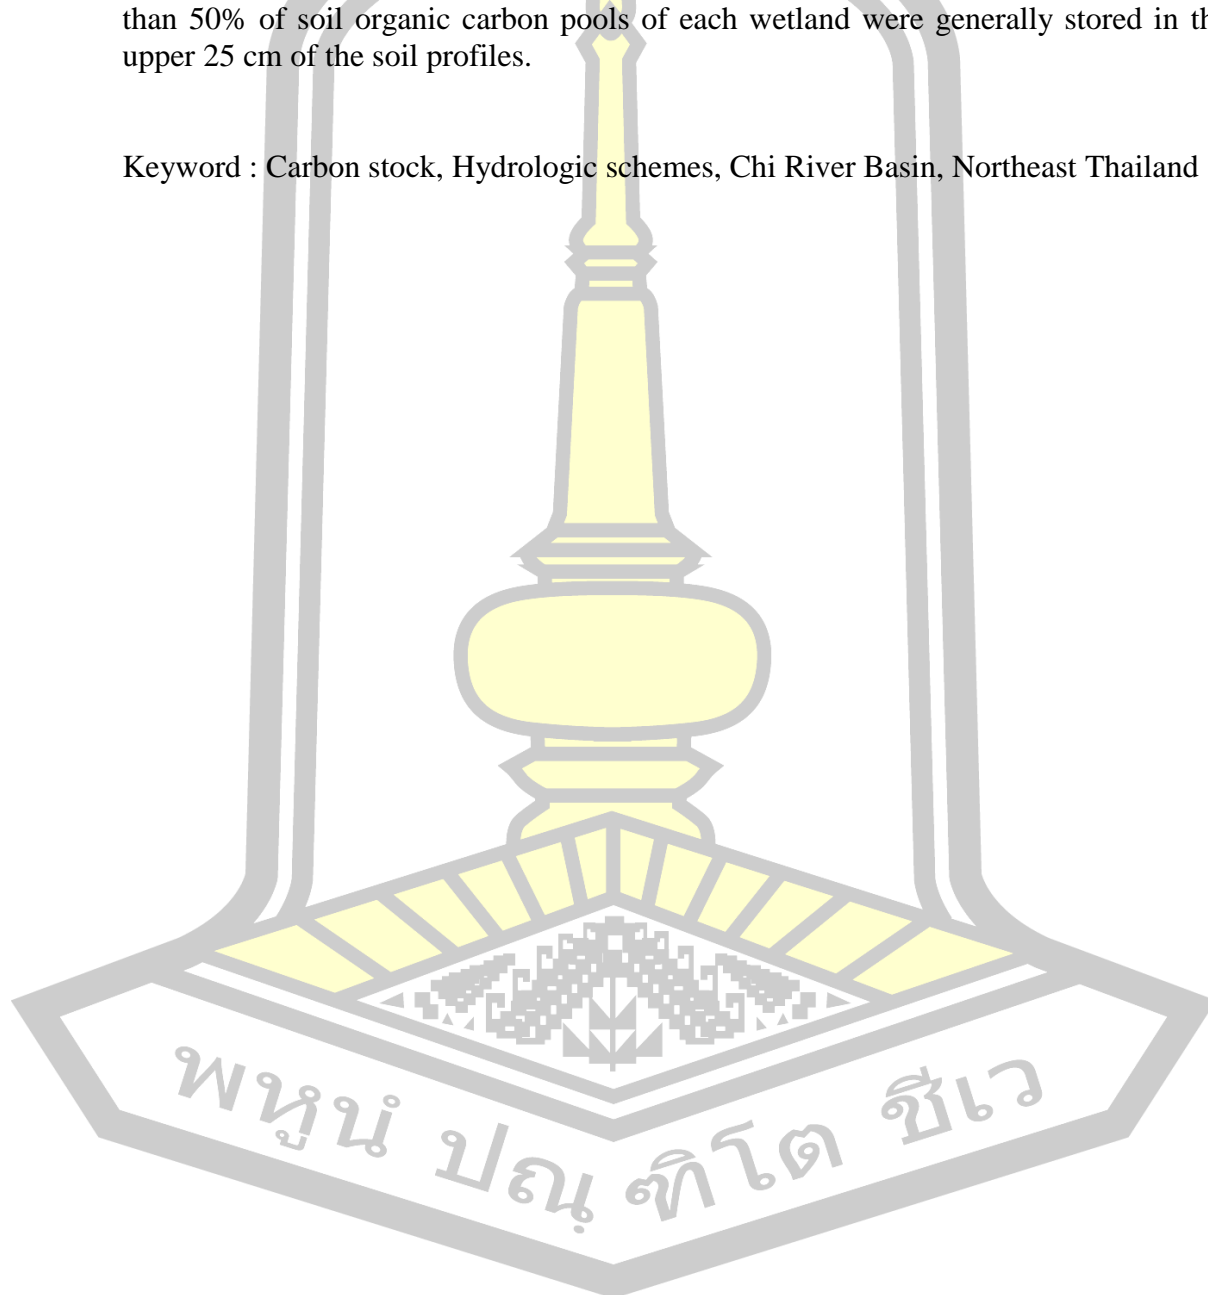 than 50% of soil organic carbon pools of each wetland were generally stored in th
upper 25 cm of the soil profiles.
Keyword : Carbon stock, Hydrologic schemes, Chi River Basin, Northeast Thailand
พหูนํ ปณฺฑิโต ชีเว